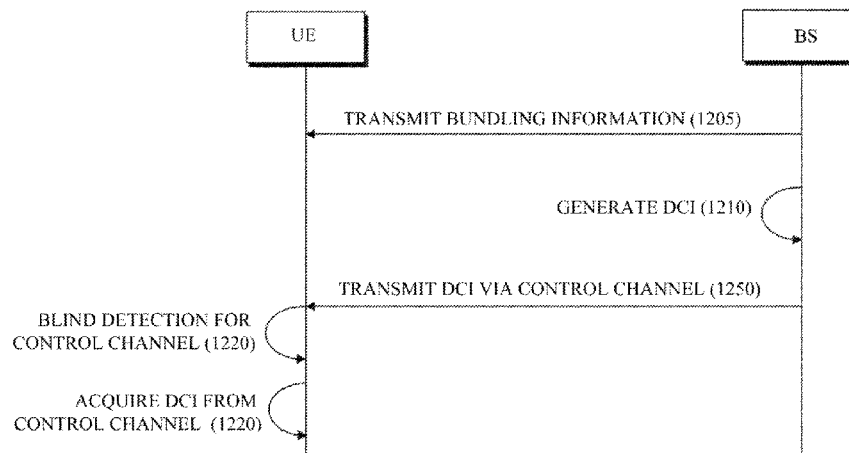 UE
BS
TRANSMIT BUNDLING INFORMATION (1205)
GENERATE DCI (1210)
TRANSMIT DCI VIA CONTROL CHANNEL (1250)
BLIND DETECTION FOR
CONTROL CHANNEL (1220)
ACQUIRE DCI FROM
CONTROL CHANNEL (1220)